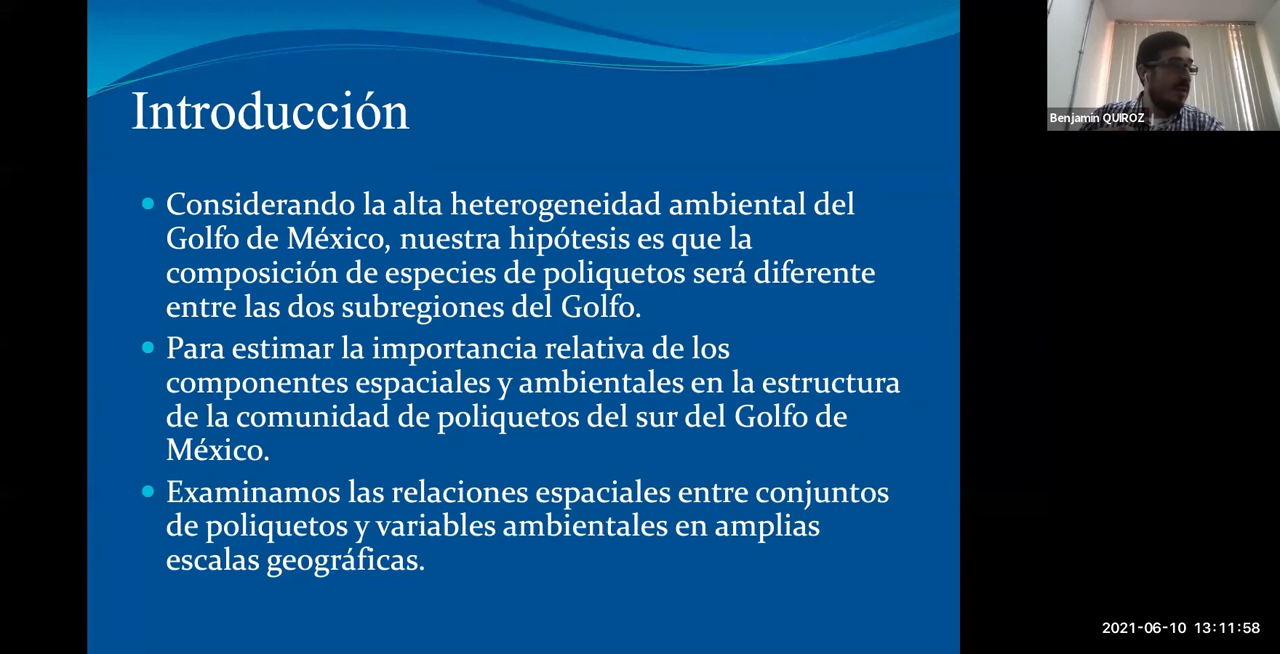 Introducción
Considerando la alta heterogeneidad ambiental del
Golfo de México, nuestra hipótesis es que la
composición de especies de poliquetos será diferente
entre las dos subregiones del Golfo.
Para estimar la importancia relativa de los
componentes espaciales y ambientales en la estructura
de la comunidad de poliquetos del sur del Golfo de
México.
Examinamos las relaciones espaciales entre conjuntos
de poliquetos y variables ambientales en amplias
escalas geográficas.
Benjamin QUIROZ
2021-06-10 13:11:58